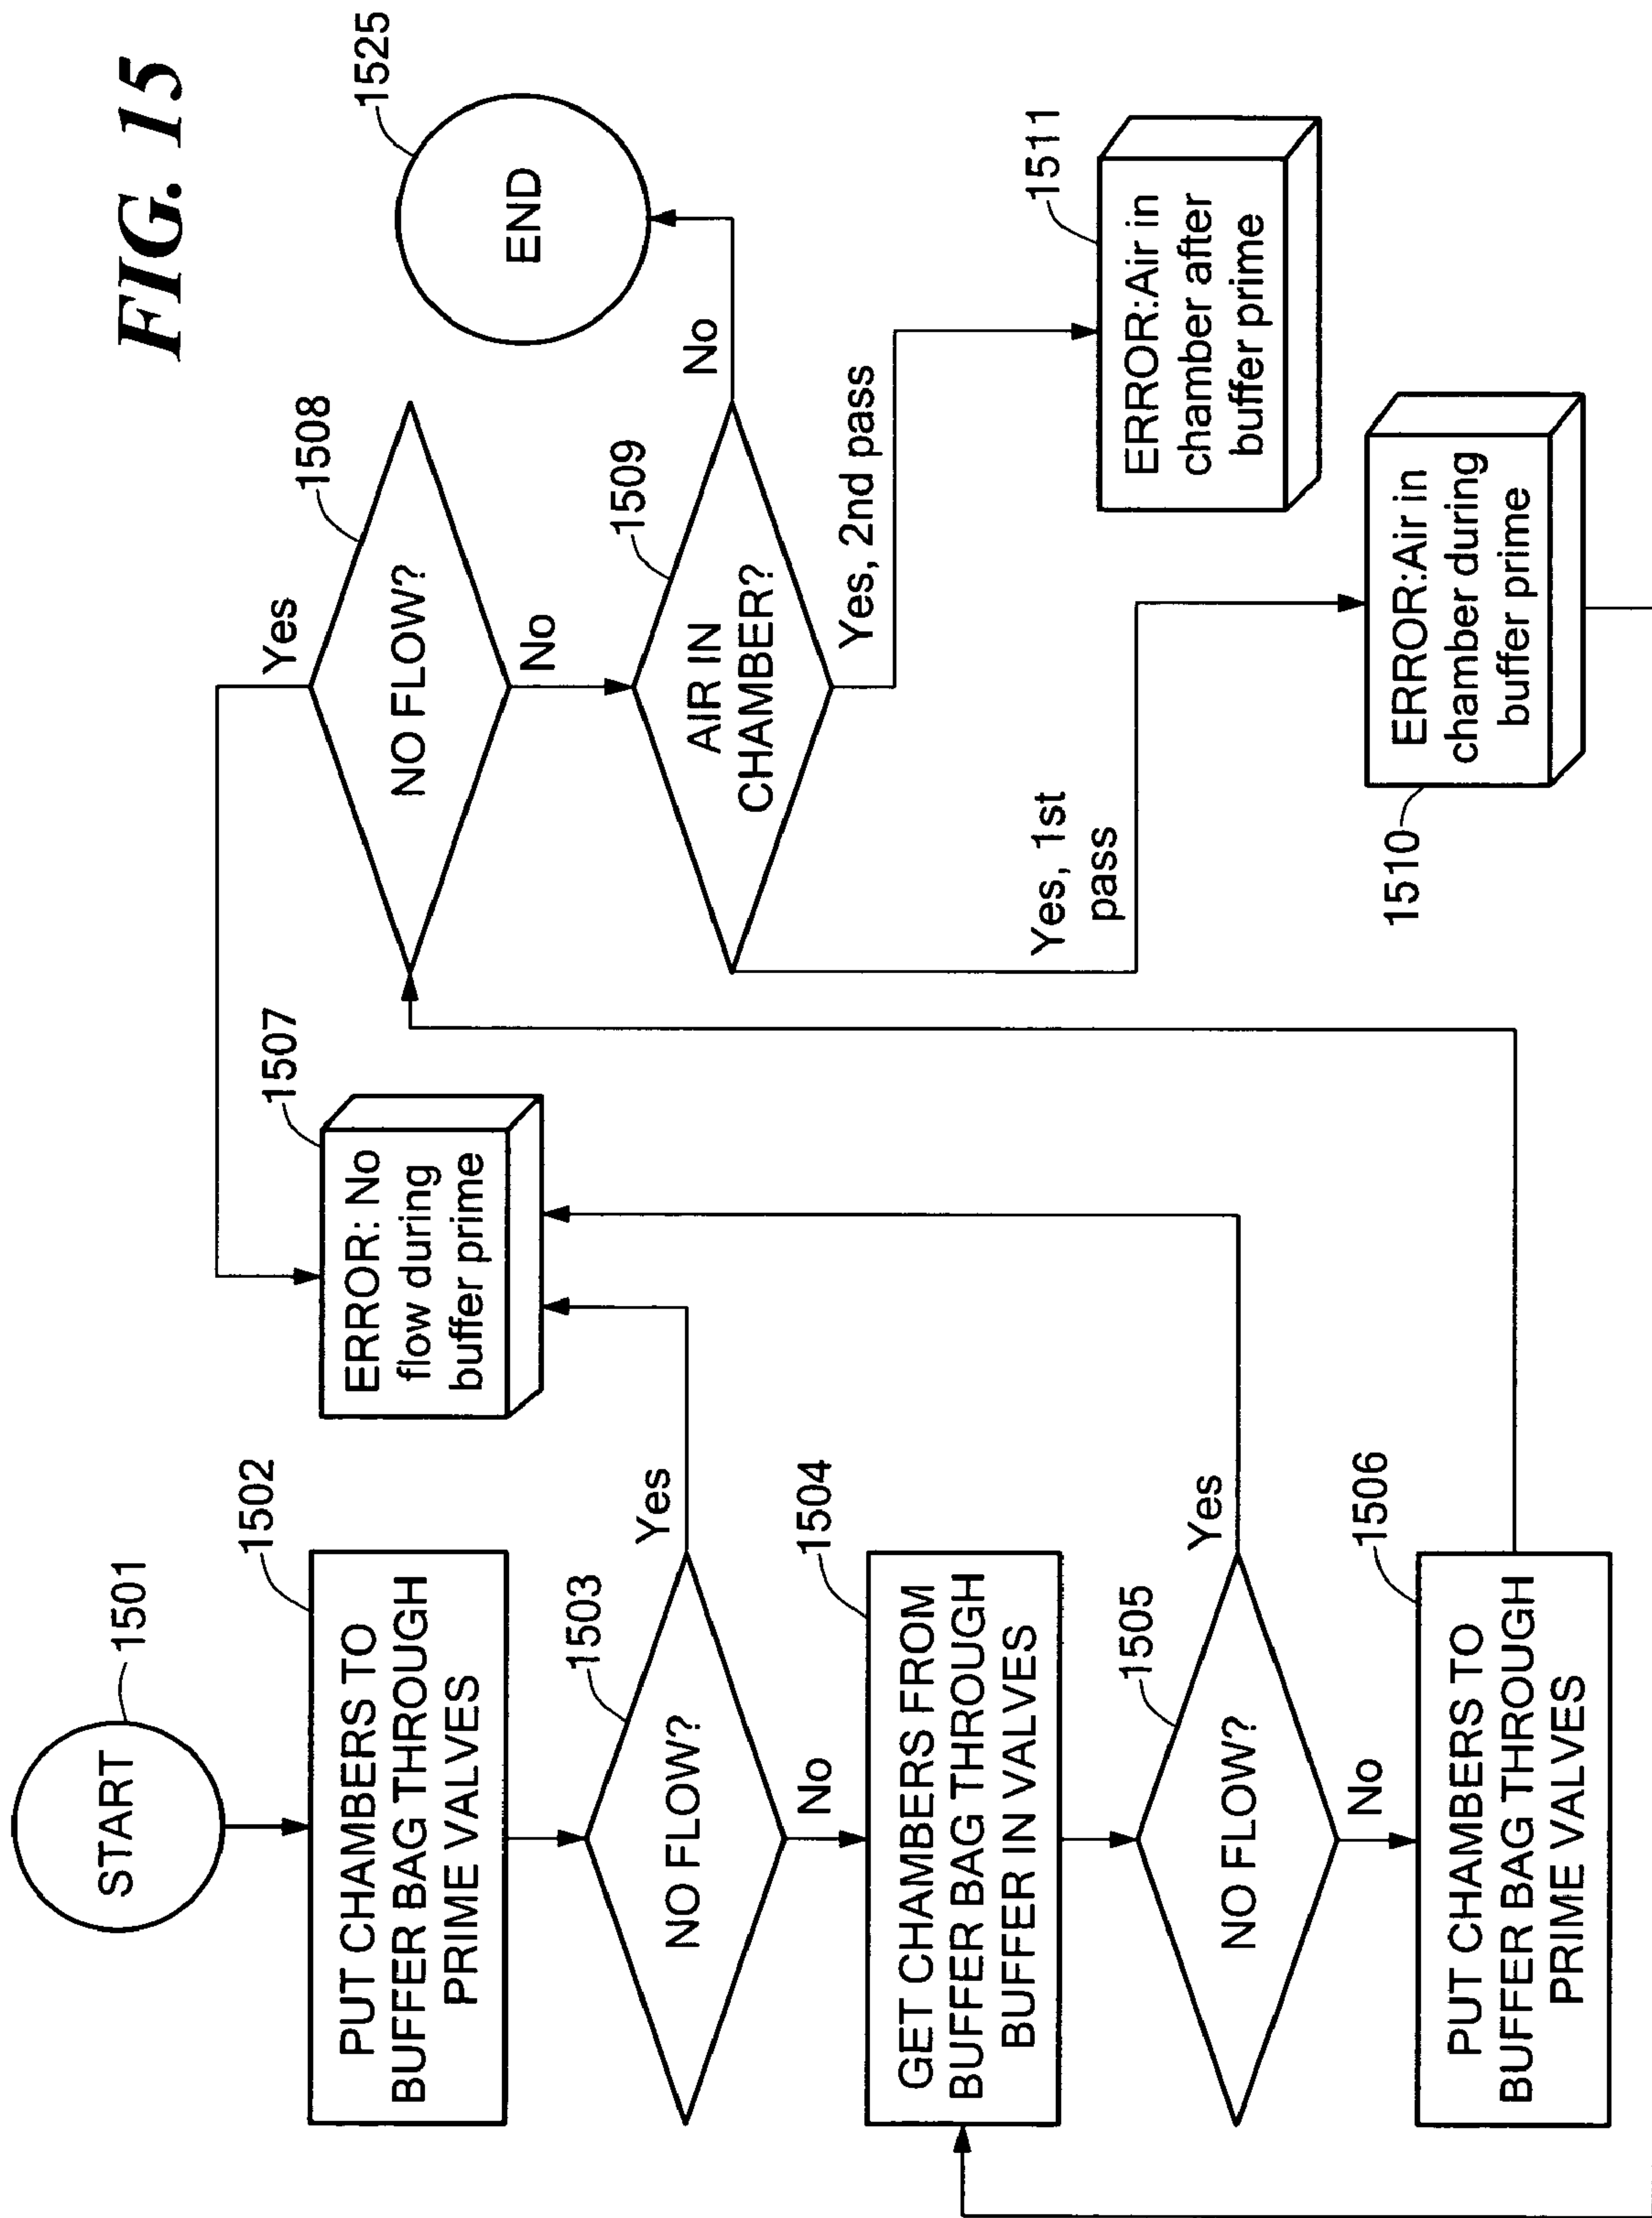 FIG. 15
START
1501
1502
PUT CHAMBERS TO
BUFFER BAG THROUGH
PRIME VALVES
1503
NO FLOW?
Yes
No
1504
GET CHAMBERS FROM
BUFFER BAG THROUGH
BUFFER IN VALVES
1505
NO FLOW?
Yes
No
1506
PUT CHAMBERS TO
BUFFER BAG THROUGH
PRIME VALVES
1507
ERROR: No
flow during
buffer prime
1508
Yes
NO FLOW?
No
1509
AIR IN
CHAMBER?
No
1525
END
Yes, 2nd pass
1511
ERROR:Air in
chamber after
buffer prime
Yes, 1st
pass
1510
ERROR:Air in
chamber during
buffer prime